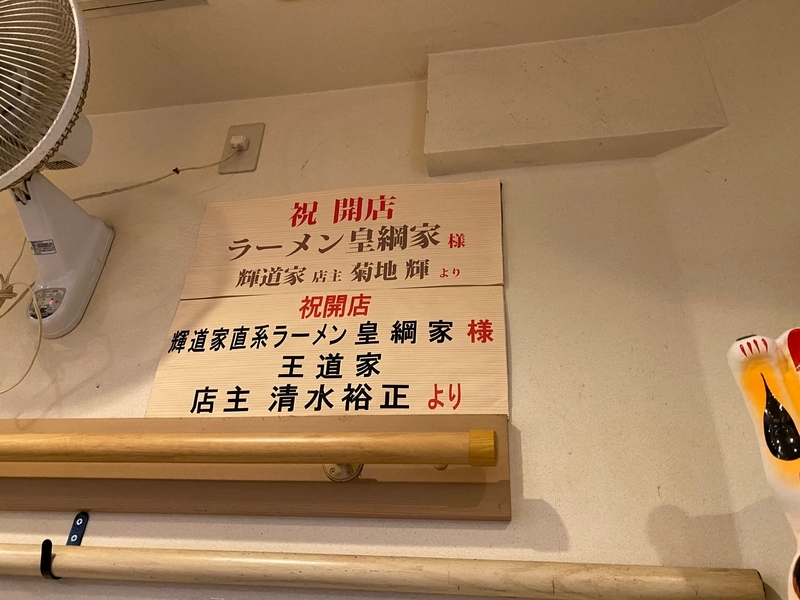 祝 開店
ラーメン皇綱家 様
輝道家 店主 菊地 輝 より
祝開店
輝道家直系ラーメン 皇 綱 家 様
王 道 家
店主 清水裕正 より